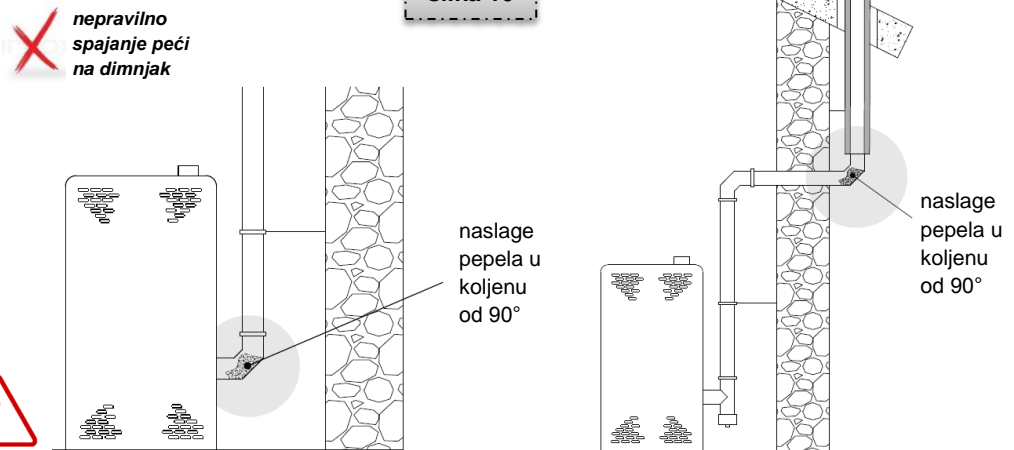 nepravilno
spajanje peći
na dimnjak
naslage
pepela u
koljenu
od 90°
naslage
pepela u
koljenu
od 90°